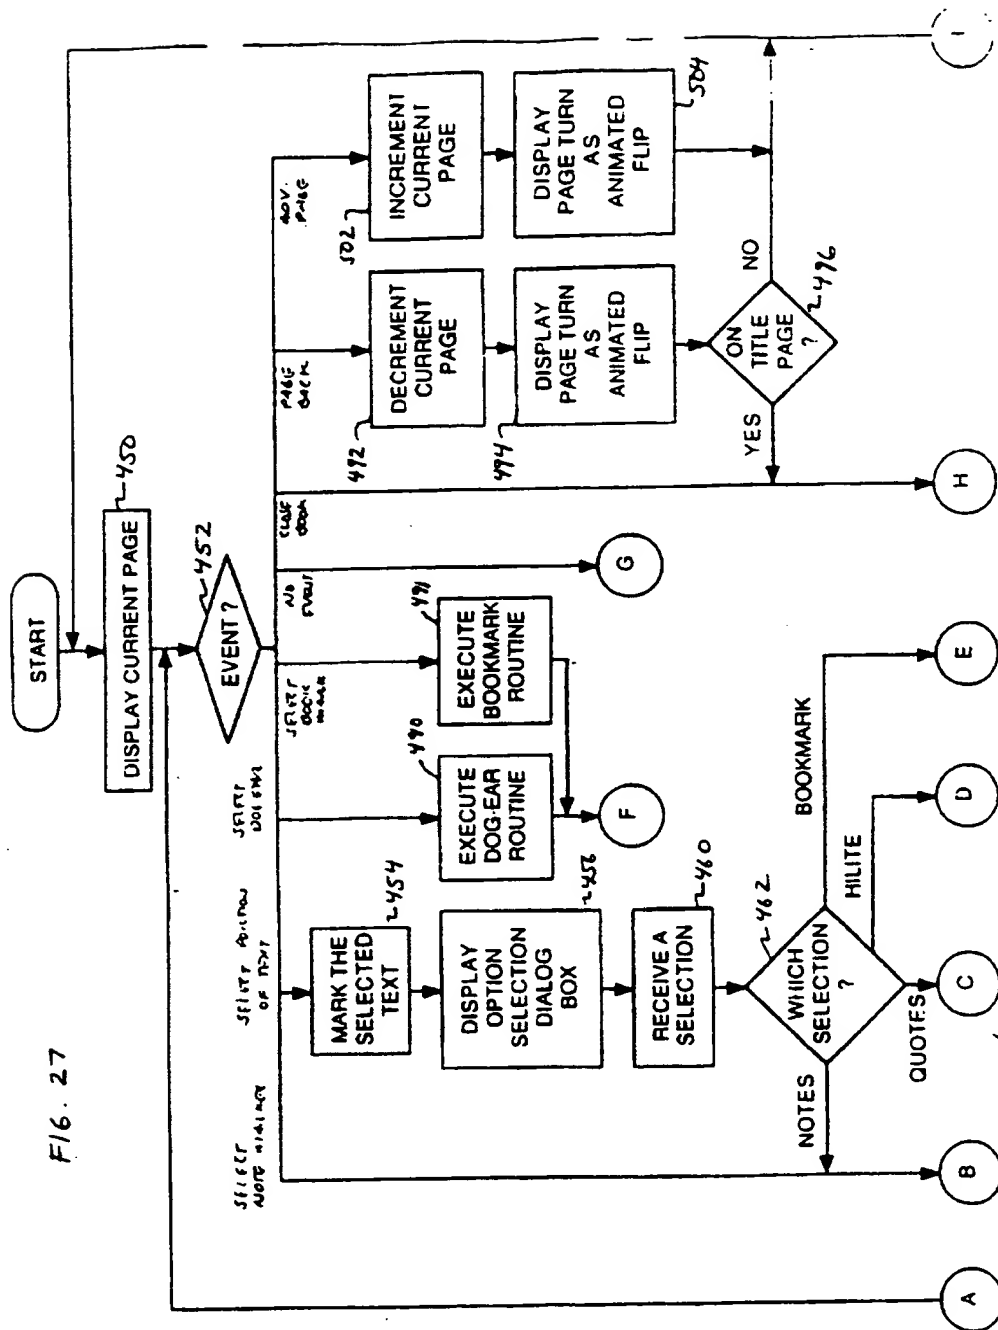 FIG. 27
START
DISPLAY CURRENT PAGE
450
EVENT ?
452
SELECT
NOTE MARKER
SELECT PORTION
OF TEXT
SELECT
DOG EAR
SELECT
BOOK
MARK
NO
EVENT
CLOSE
BOOK
PAGE
BACK
ADV.
PAGE
MARK THE
SELECTED
TEXT
454
DISPLAY
OPTION
SELECTION
DIALOG
BOX
456
RECEIVE A
SELECTION
460
WHICH
SELECTION
?
462
NOTES
QUOTES
HILITE
BOOKMARK
490
EXECUTE
DOG-EAR
ROUTINE
491
EXECUTE
BOOKMARK
ROUTINE
F
G
492
DECREMENT
CURRENT
PAGE
494
DISPLAY
PAGE TURN
AS
ANIMATED
FLIP
502
INCREMENT
CURRENT
PAGE
504
DISPLAY
PAGE TURN
AS
ANIMATED
FLIP
ON
TITLE
PAGE
?
496
YES
NO
A
B
C
D
E
H
I